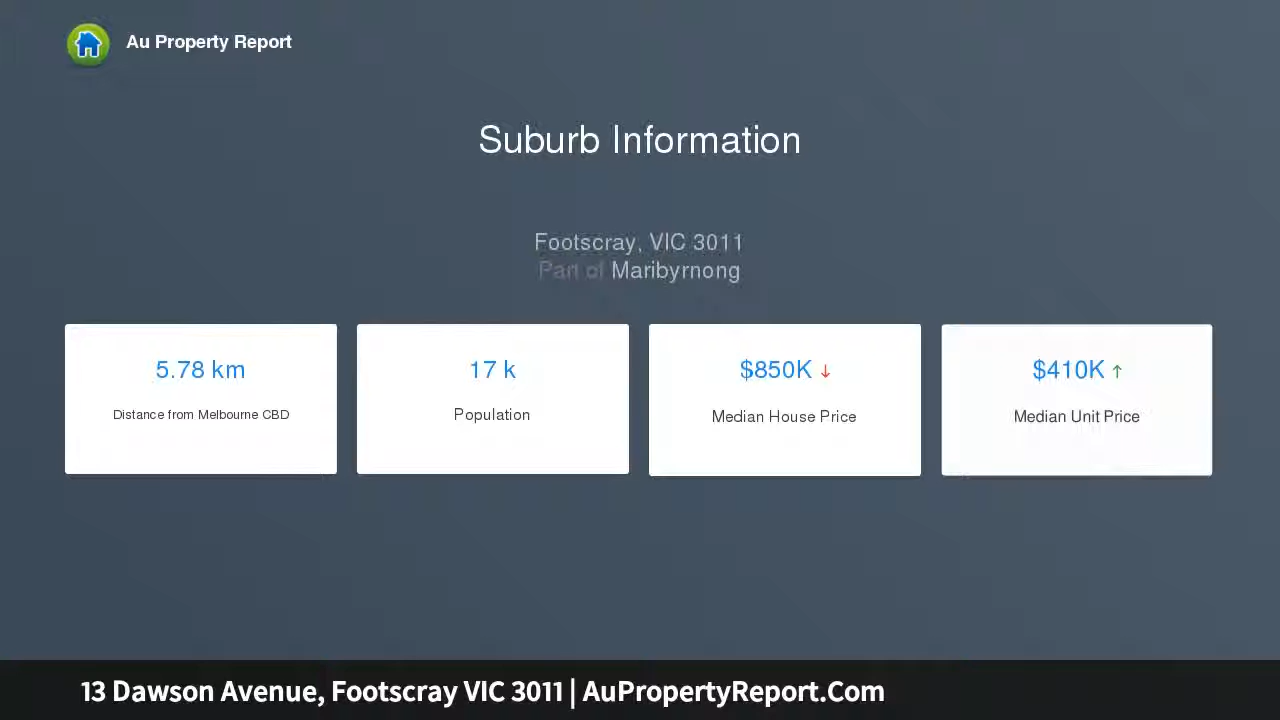 Au Property Report
Suburb Information
Footscray, VIC 3011
Part of Maribyrnong
5.78 km
Distance from Melbourne CBD
17 k
Population
$850K ↓
Median House Price
$410K ↑
Median Unit Price
13 Dawson Avenue, Footscray VIC 3011 | AuPropertyReport.Com